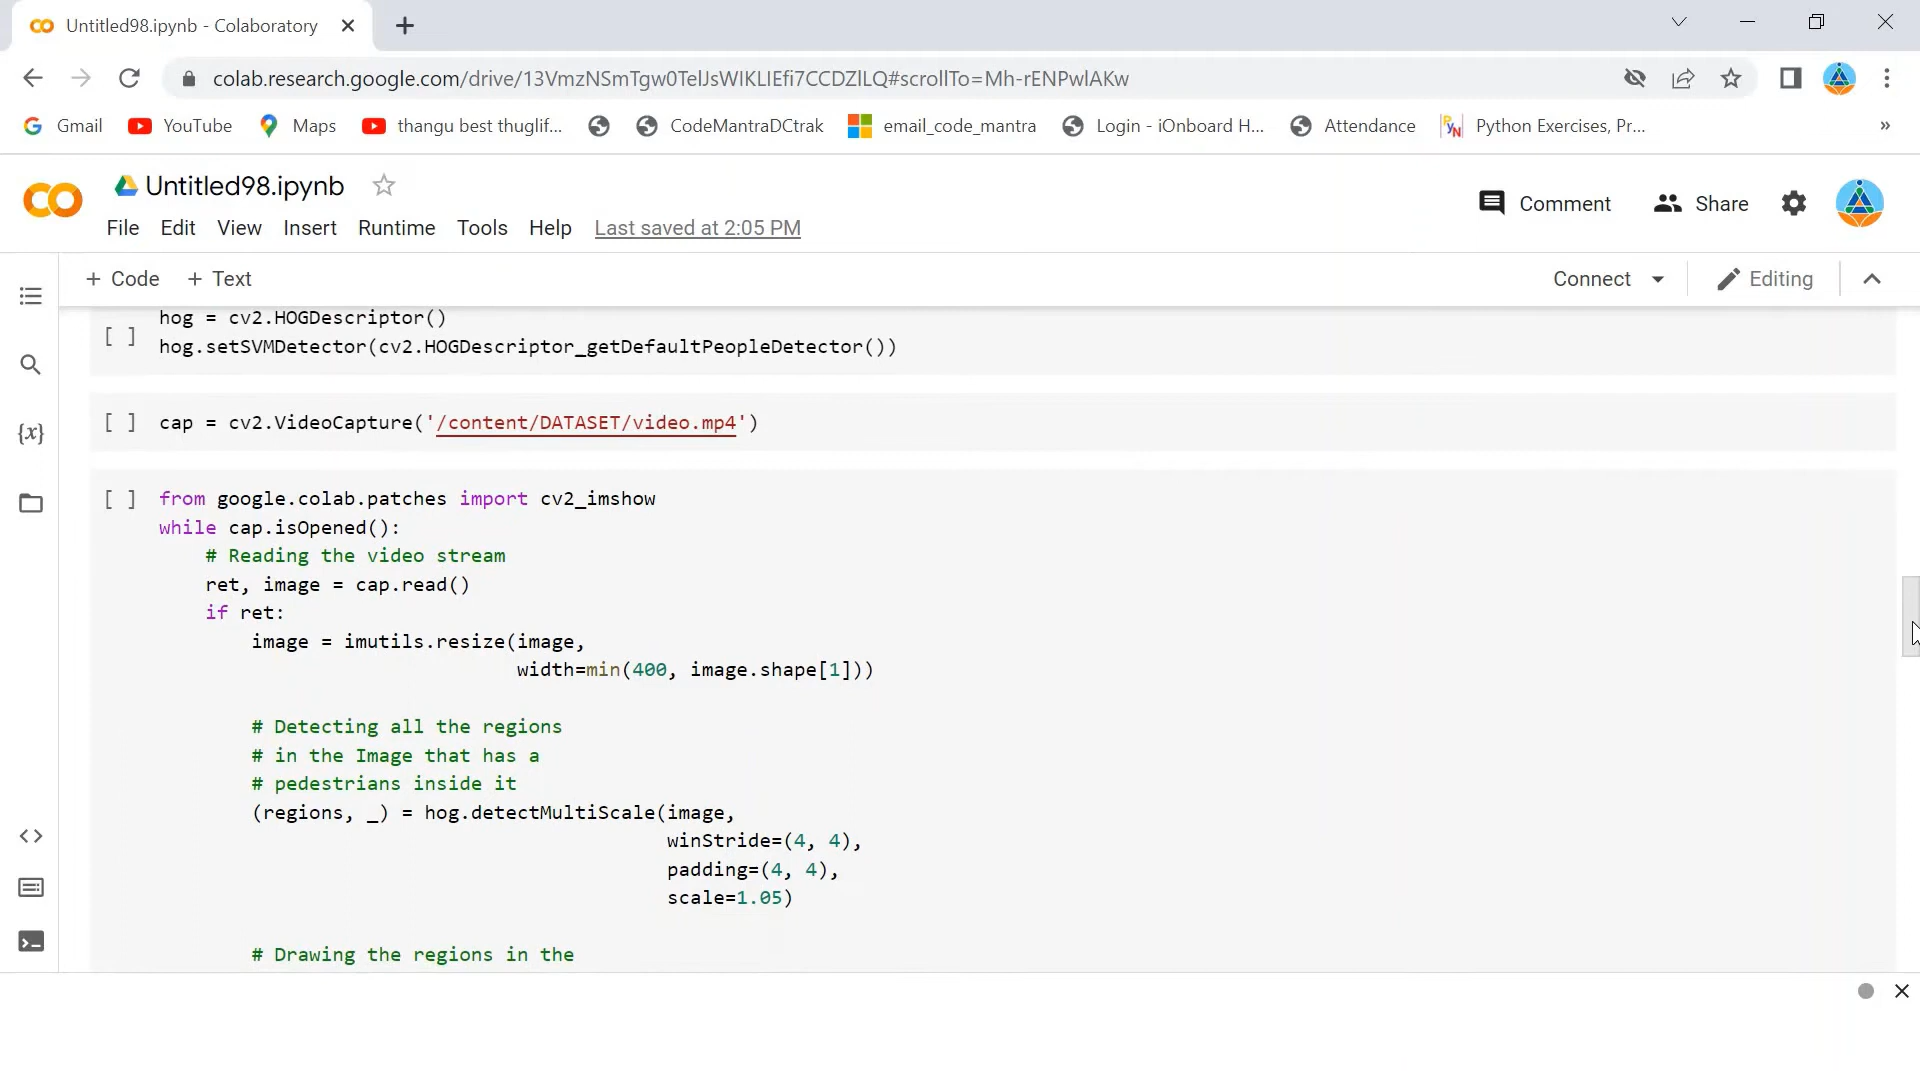 Untitled98.ipynb - Colaboratory
colab.research.google.com/drive/13VmzNSmTgw0TelJsWIKLIEfi7CCDZlLQ#scrollTo=Mh-rENPwlAKw
Gmail YouTube Maps thangu best thuglif... CodeMantraDCtrak email_code_mantra Login - iOnboard H... Attendance Python Exercises, Pr... »
Untitled98.ipynb
Comment Share
File Edit View Insert Runtime Tools Help Last saved at 2:05 PM
+ Code + Text Connect Editing
hog = cv2.HOGDescriptor()
[ ] hog.setSVMDetector(cv2.HOGDescriptor_getDefaultPeopleDetector())
[ ] cap = cv2.VideoCapture('/content/DATASET/video.mp4')
[ ] from google.colab.patches import cv2_imshow
while cap.isOpened():
# Reading the video stream
ret, image = cap.read()
if ret:
image = imutils.resize(image,
width=min(400, image.shape[1]))
# Detecting all the regions
# in the Image that has a
# pedestrians inside it
(regions, _) = hog.detectMultiScale(image,
winStride=(4, 4),
padding=(4, 4),
scale=1.05)
# Drawing the regions in the